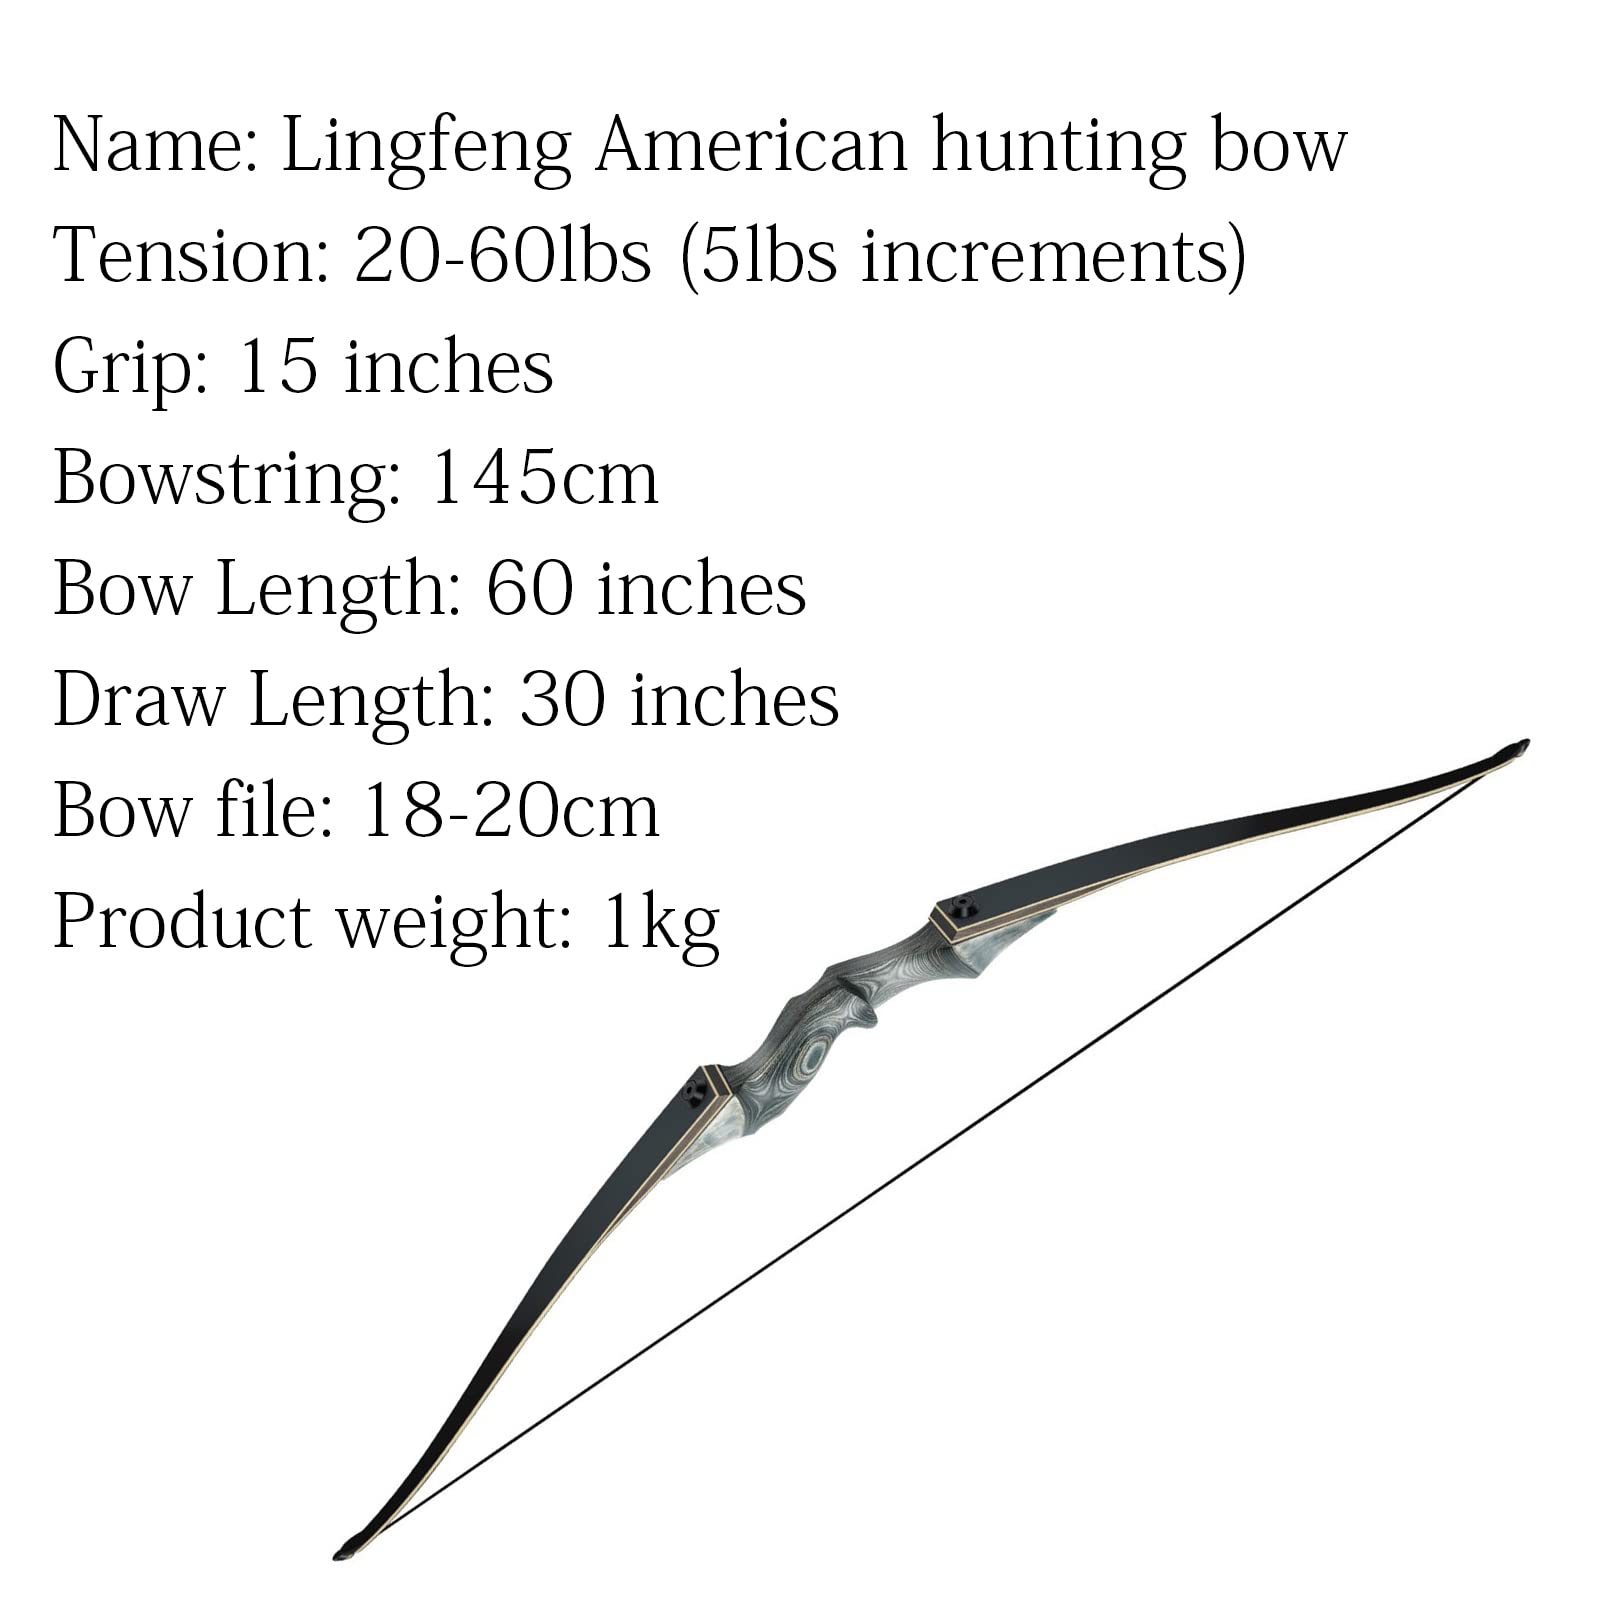 Name: Lingfeng American hunting bow
Tension: 20-60lbs (5lbs increments)
Grip: 15 inches
Bowstring: 145cm
Bow Length: 60 inches
Draw Length: 30 inches
Bow file: 18-20cm
Product weight: 1kg